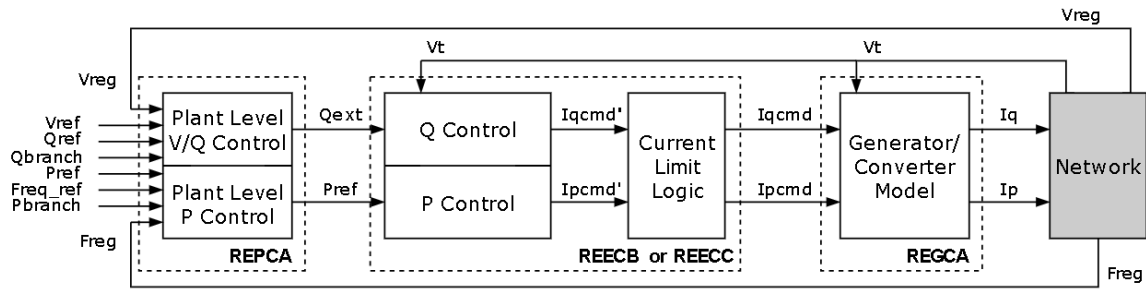 Vreg
Vt
Vt
Vreg
Vref
Qref
Qbranch
Pref
Freq_ref
Pbranch
Freg
Plant Level
V/Q Control
Plant Level
P Control
REPCA
Qext
Pref
Q Control
P Control
Iqcmd'
Ipcmd'
Current
Limit
Logic
REECB or REECC
Iqcmd
Ipcmd
Generator/
Converter
Model
REGCA
Iq
Ip
Network
Freg